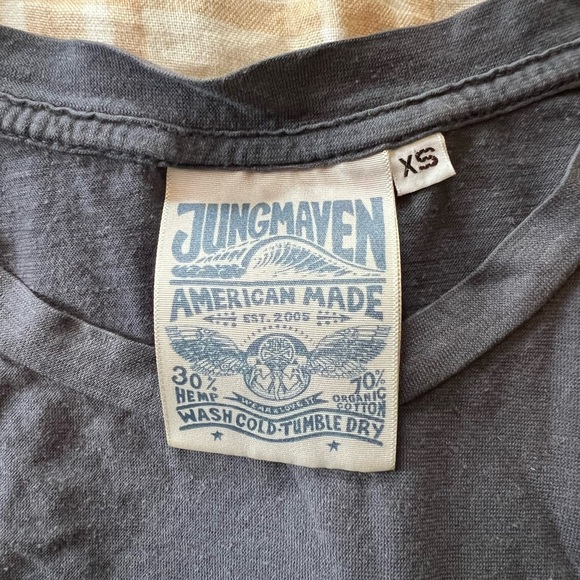 XS
JUNGMAVEN
AMERICAN MADE
EST. 2005
30% HEMP
70% ORGANIC COTTON
WASH COLD·TUMBLE DRY